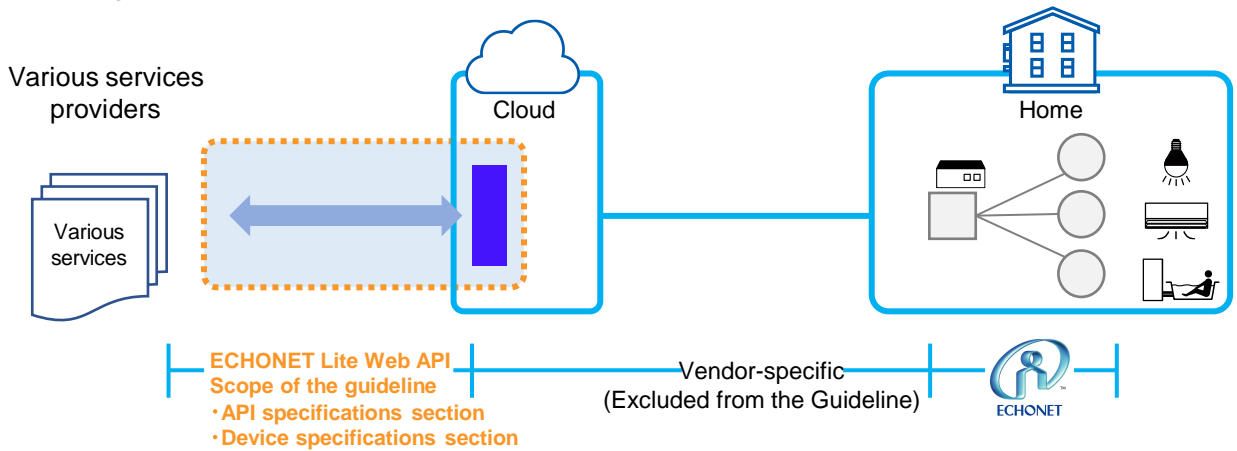 Various services
providers
Cloud
Home
Various
services
ECHONET Lite Web API
Scope of the guideline
・API specifications section
・Device specifications section
Vendor-specific
(Excluded from the Guideline)
TM
ECHONET